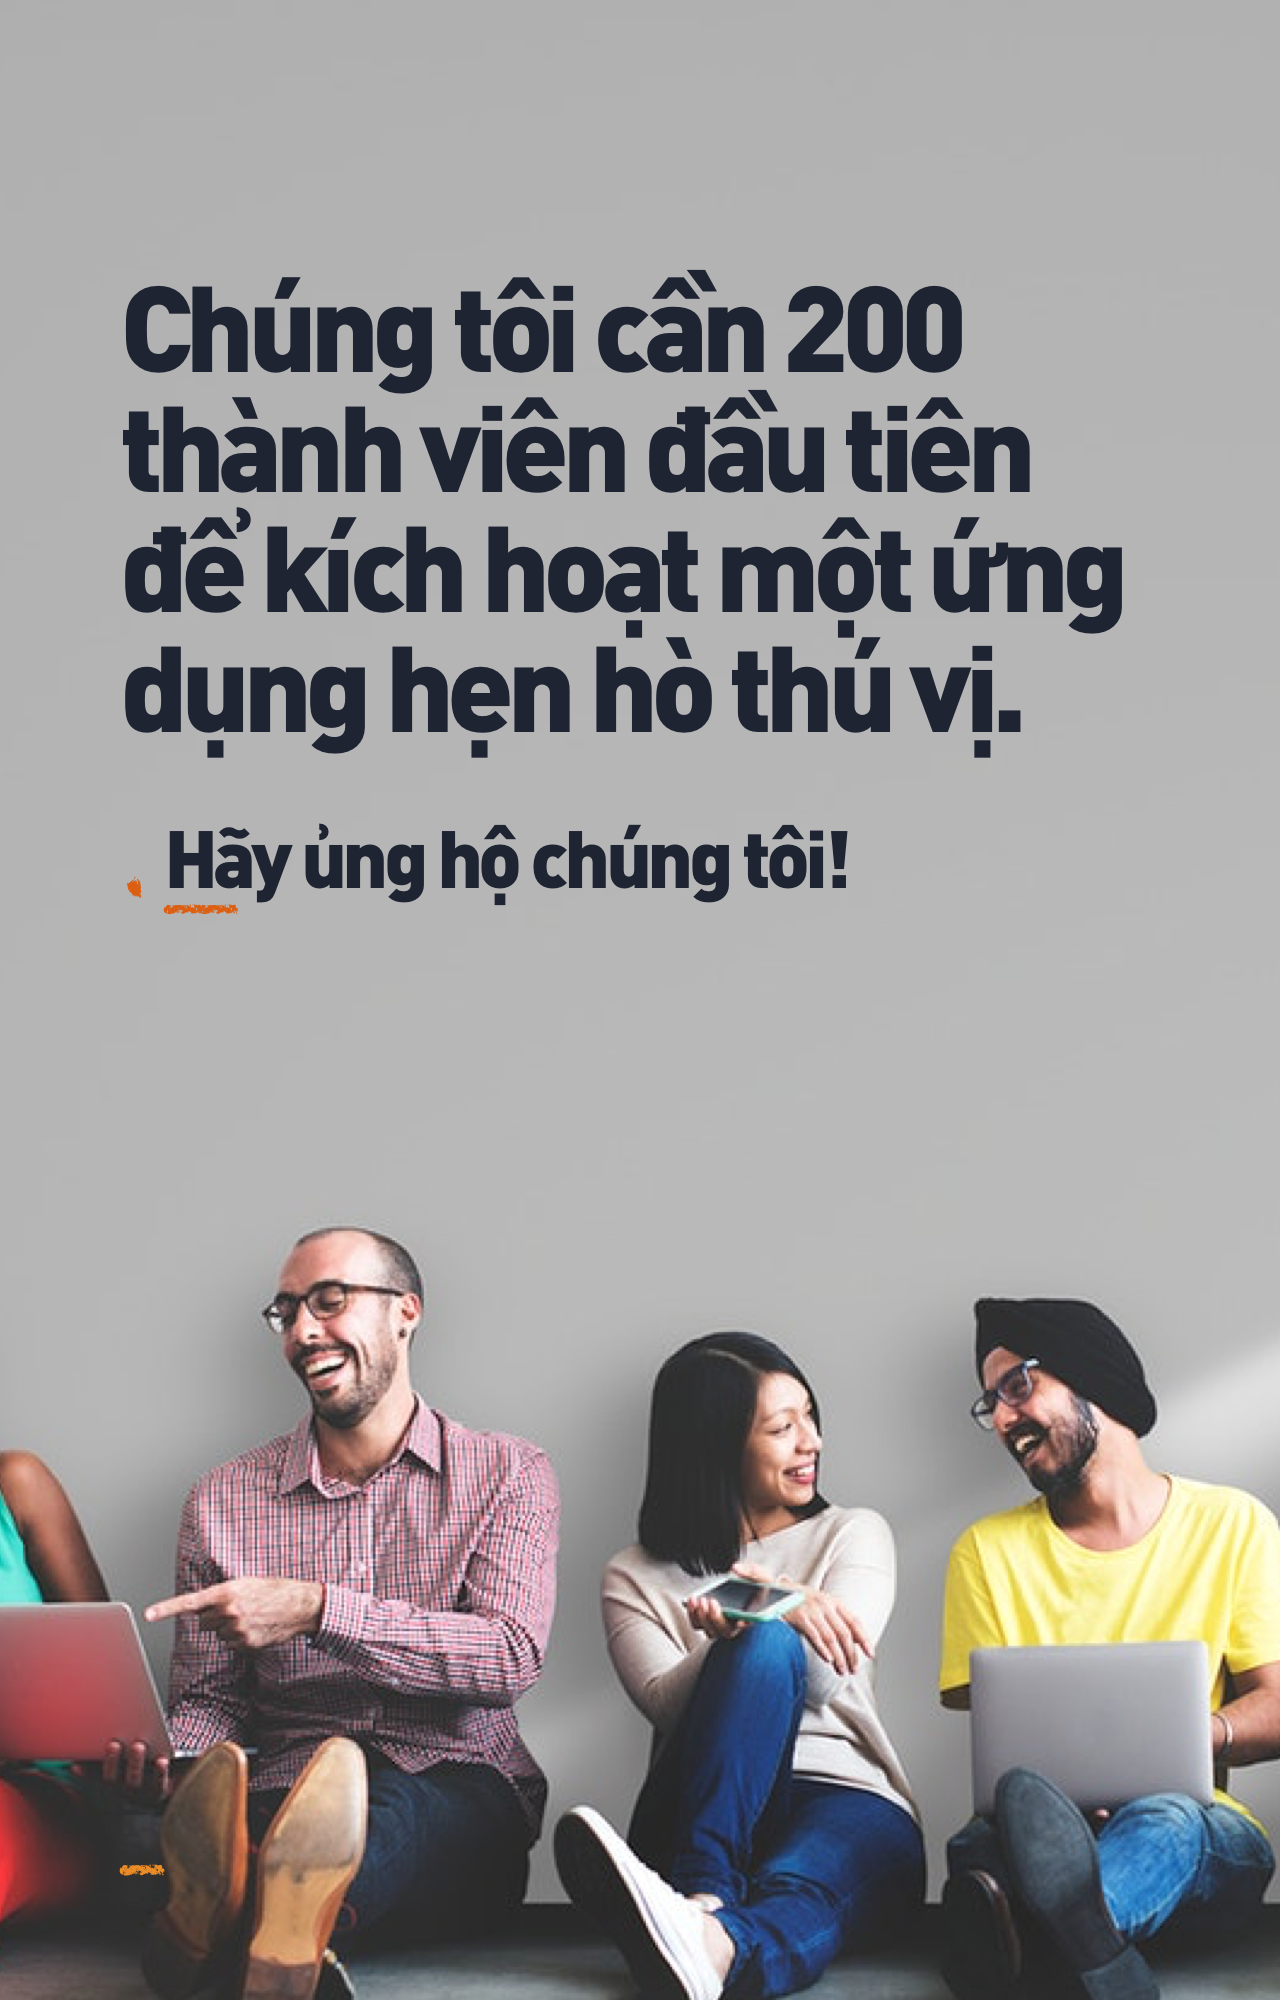 Chúng tôi cần 200
thành viên đầu tiên
để kích hoạt một ứng
dụng hẹn hò thú vị.
Hãy ủng hộ chúng tôi!